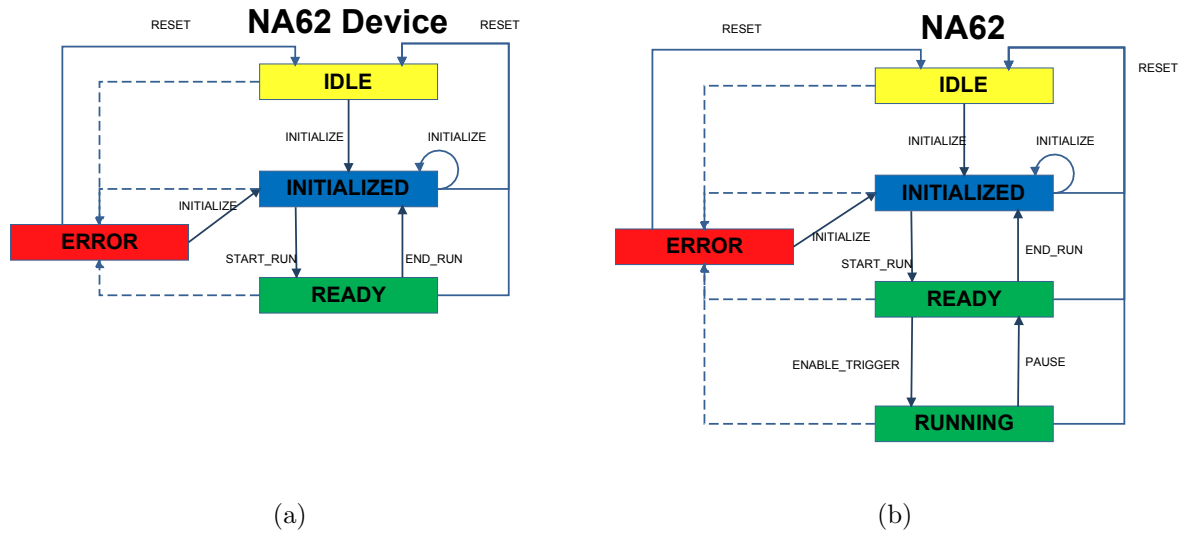 NA62 Device
RESET
RESET
IDLE
INITIALIZE
INITIALIZE
INITIALIZED
INITIALIZE
ERROR
START_RUN
END_RUN
READY
(a)
NA62
RESET
RESET
IDLE
INITIALIZE
INITIALIZE
INITIALIZED
INITIALIZE
ERROR
START_RUN
END_RUN
READY
ENABLE_TRIGGER
PAUSE
RUNNING
(b)